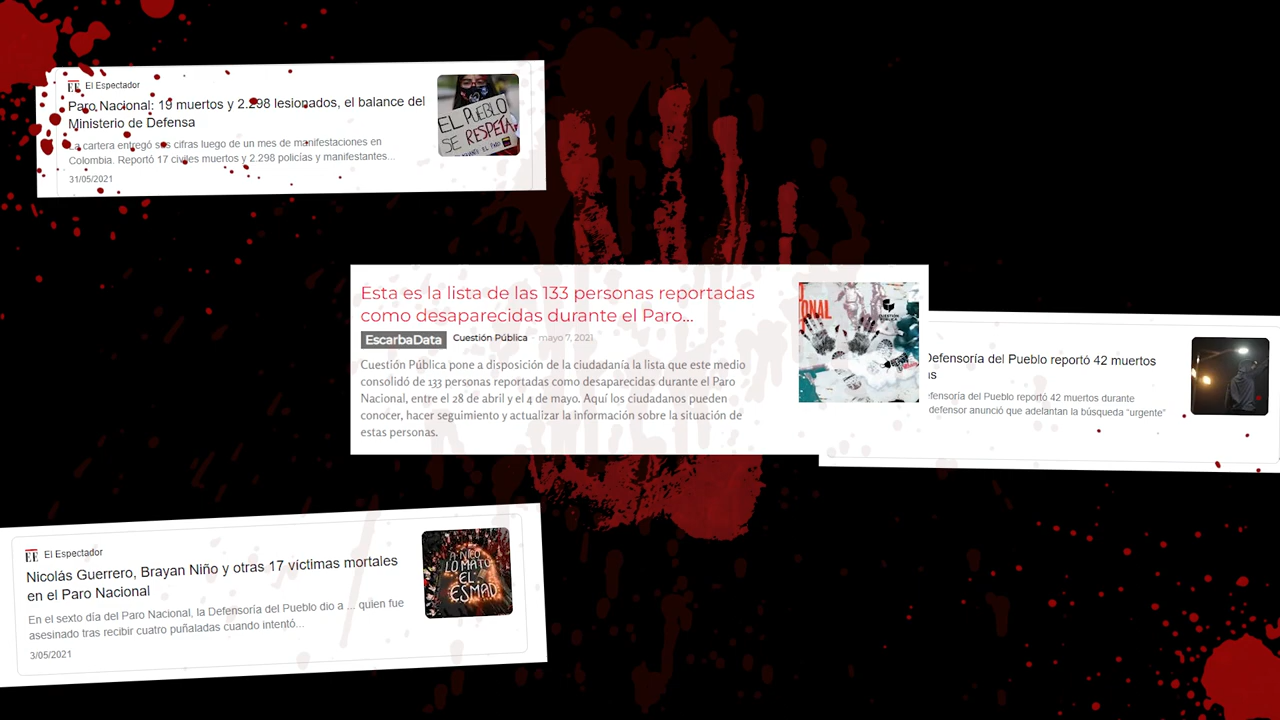 El Espectador
Paro Nacional: 19 muertos y 2.298 lesionados, el balance del
Ministerio de Defensa
La cartera entregó sus cifras luego de un mes de manifestaciones en
Colombia. Reportó 17 civiles muertos y 2.298 policías y manifestantes...
31/05/2021
EL PUEBLO
SE RESPETA
Esta es la lista de las 133 personas reportadas
como desaparecidas durante el Paro...
EscarbaData Cuestión Pública - mayo 7, 2021
Cuestión Pública pone a disposición de la ciudadanía la lista que este medio
consolidó de 133 personas reportadas como desaparecidas durante el Paro
Nacional, entre el 28 de abril y el 4 de mayo. Aquí los ciudadanos pueden
conocer, hacer seguimiento y actualizar la información sobre la situación de
estas personas.
ONAL
CUESTIÓN
PÚBLICA
Defensoría del Pueblo reportó 42 muertos
as
efensoría del Pueblo reportó 42 muertos durante
defensor anunció que adelantan la búsqueda "urgente"
EE El Espectador
Nicolás Guerrero, Brayan Niño y otras 17 víctimas mortales
en el Paro Nacional
En el sexto día del Paro Nacional, la Defensoría del Pueblo dio a ... quien fue
asesinado tras recibir cuatro puñaladas cuando intentó...
3/05/2021
A NICO
LO MATO
EL
ESMAD